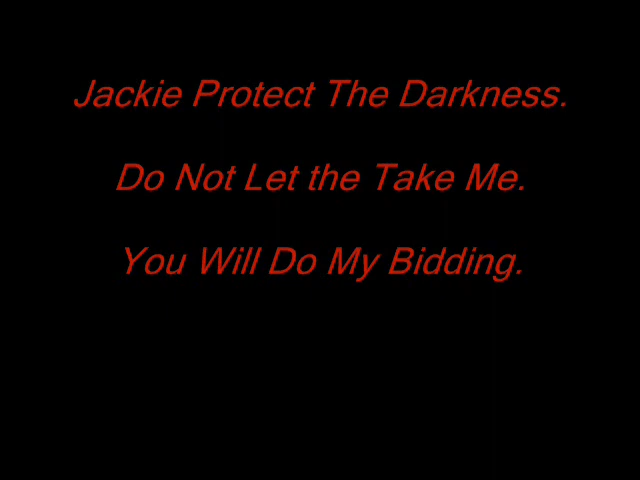 Jackie Protect The Darkness.
Do Not Let the Take Me.
You Will Do My Bidding.